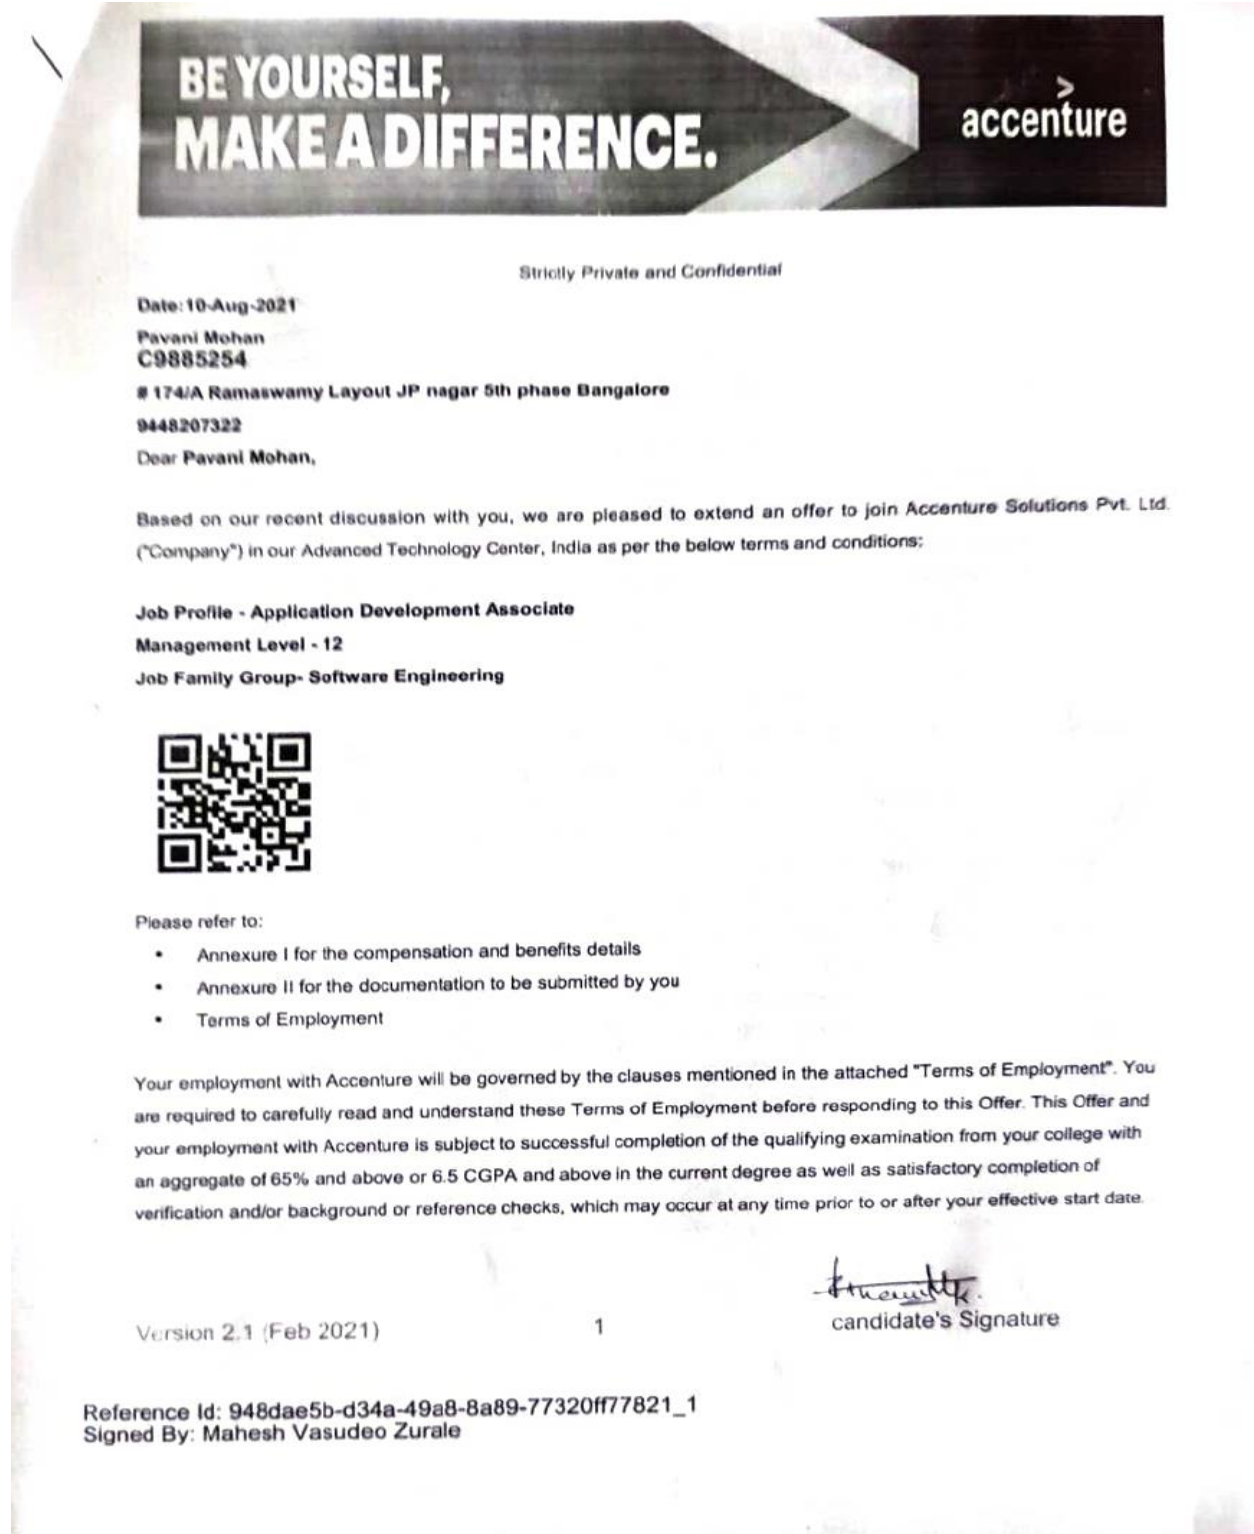 BE YOURSELF,
MAKE A DIFFERENCE.
accenture
Strictly Private and Confidential
Date:10-Aug-2021
Pavani Mohan
C9885254
# 174/A Ramaswamy Layout JP nagar 5th phase Bangalore
9448207322
Dear Pavani Mohan,
Based on our recent discussion with you, we are pleased to extend an offer to join Accenture Solutions Pvt. Ltd.
("Company") in our Advanced Technology Center, India as per the below terms and conditions:
Job Profile - Application Development Associate
Management Level - 12
Job Family Group- Software Engineering
Please refer to:
• Annexure I for the compensation and benefits details
• Annexure II for the documentation to be submitted by you
• Terms of Employment
Your employment with Accenture will be governed by the clauses mentioned in the attached "Terms of Employment". You
are required to carefully read and understand these Terms of Employment before responding to this Offer. This Offer and
your employment with Accenture is subject to successful completion of the qualifying examination from your college with
an aggregate of 65% and above or 6.5 CGPA and above in the current degree as well as satisfactory completion of
verification and/or background or reference checks, which may occur at any time prior to or after your effective start date.
candidate's Signature
Version 2.1 (Feb 2021)
1
Reference Id: 948dae5b-d34a-49a8-8a89-77320ff77821_1
Signed By: Mahesh Vasudeo Zurale